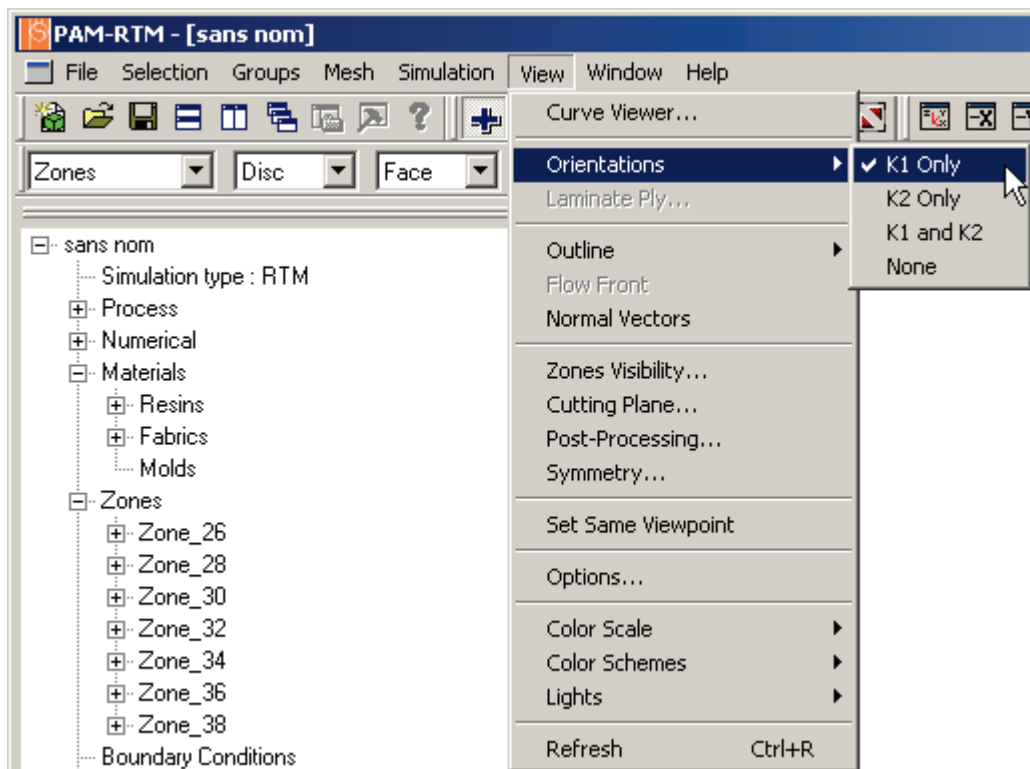 PAM-RTM - [sans nom]
File Selection Groups Mesh Simulation View Window Help
Zones Disc Face
sans nom
Simulation type : RTM
Process
Numerical
Materials
Resins
Fabrics
Molds
Zones
Zone_26
Zone_28
Zone_30
Zone_32
Zone_34
Zone_36
Zone_38
Boundary Conditions
Curve Viewer...
Orientations
Laminate Ply...
Outline
Flow Front
Normal Vectors
Zones Visibility...
Cutting Plane...
Post-Processing...
Symmetry...
Set Same Viewpoint
Options...
Color Scale
Color Schemes
Lights
Refresh Ctrl+R
K1 Only
K2 Only
K1 and K2
None
-X